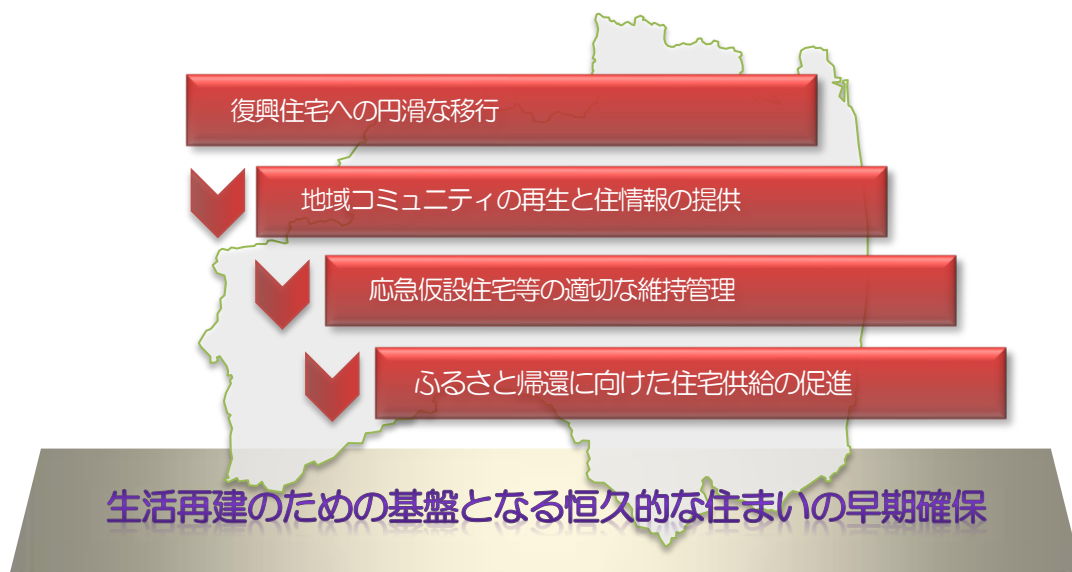 復興住宅への円滑な移行
地域コミュニティの再生と住情報の提供
応急仮設住宅等の適切な維持管理
ふるさと帰還に向けた住宅供給の促進
生活再建のための基盤となる恒久的な住まいの早期確保